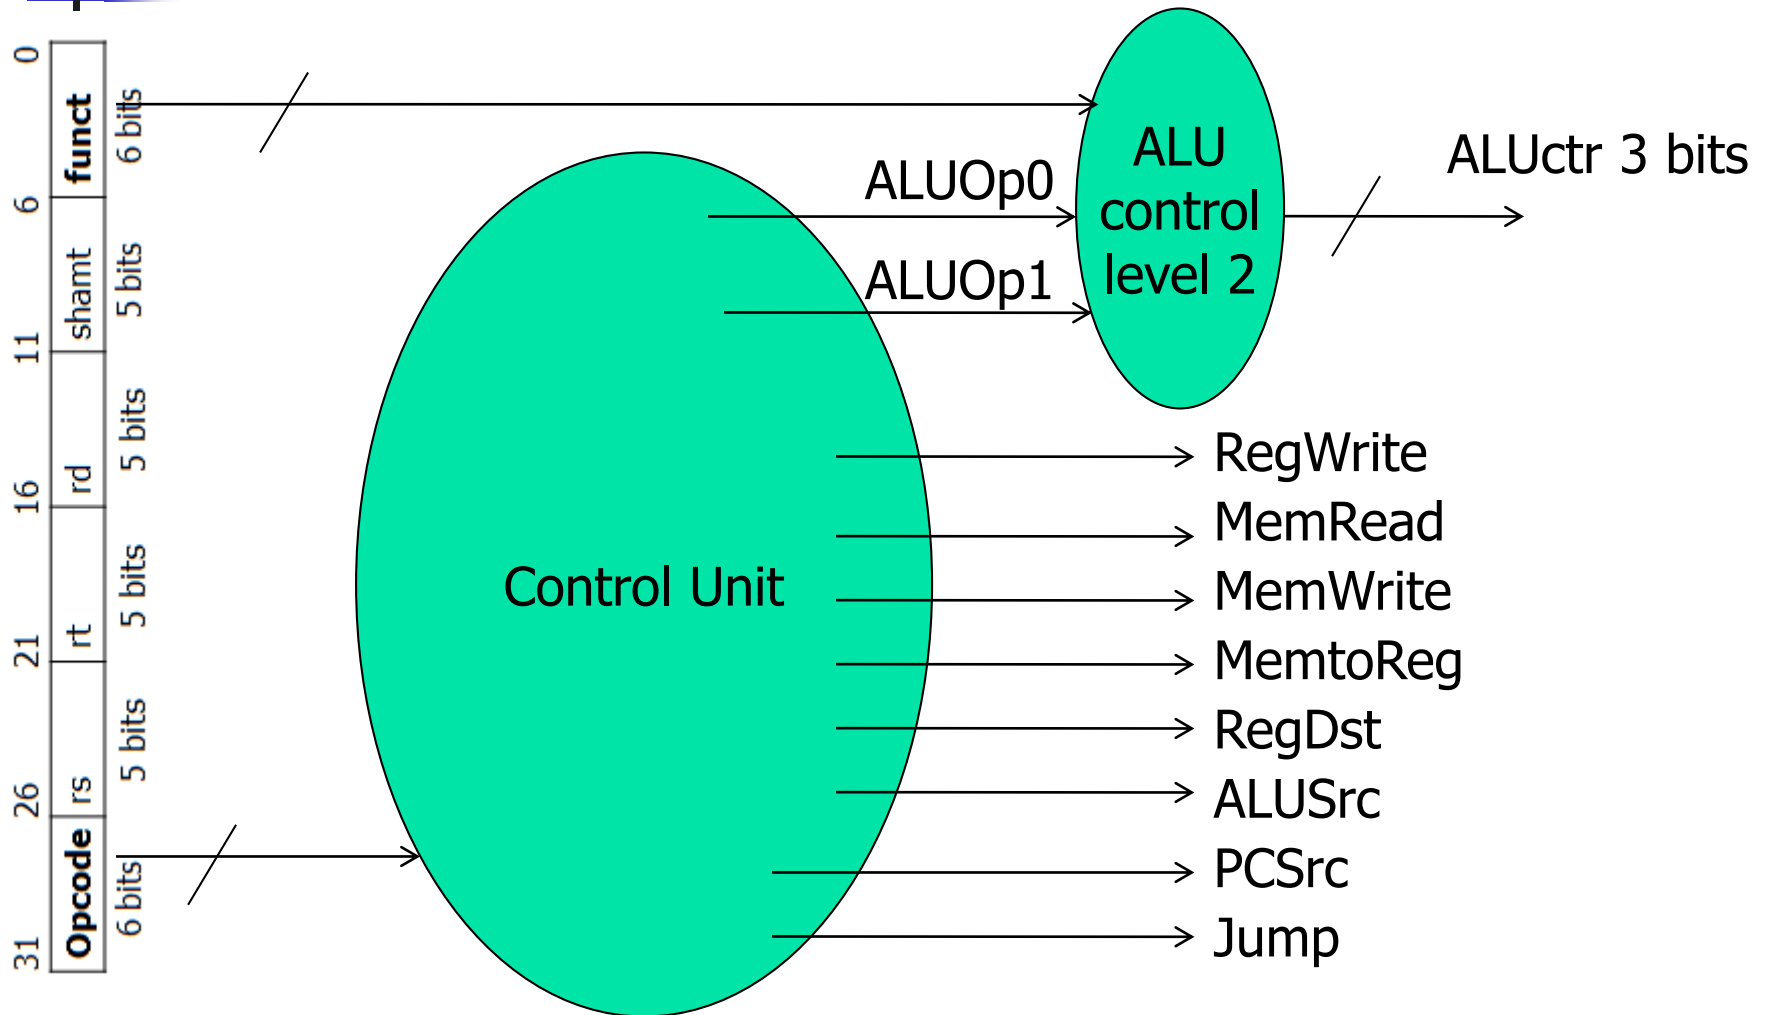 0
funct
6 bits
6
shamt
5 bits
11
rd
5 bits
16
rt
5 bits
21
rs
5 bits
26
Opcode
6 bits
31
Control Unit
ALUOp0
ALUOp1
ALU
control
level 2
ALUctr 3 bits
RegWrite
MemRead
MemWrite
MemtoReg
RegDst
ALUSrc
PCSrc
Jump